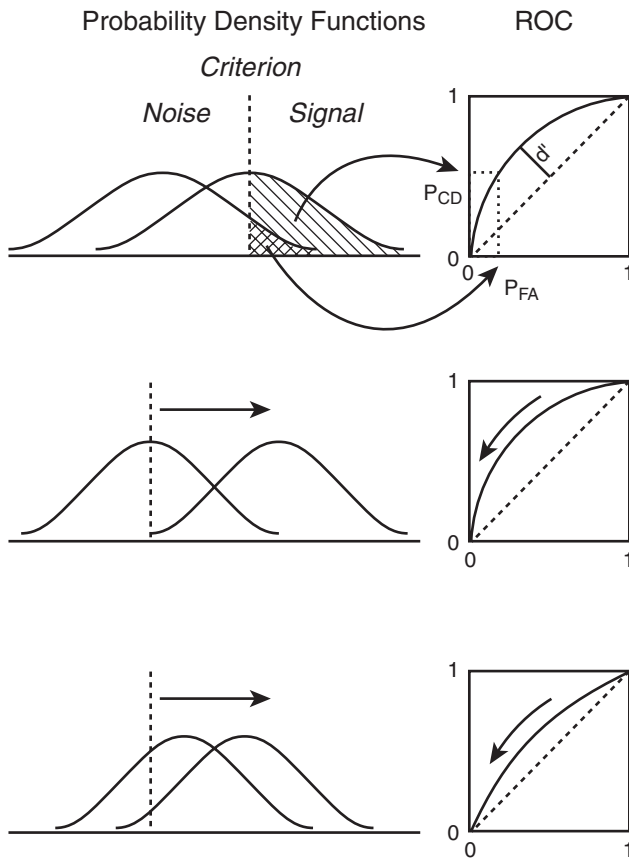 Probability Density Functions ROC
Criterion
Noise Signal
1
d'
P_CD
0
0 1
P_FA
1
0
0 1
1
0
0 1